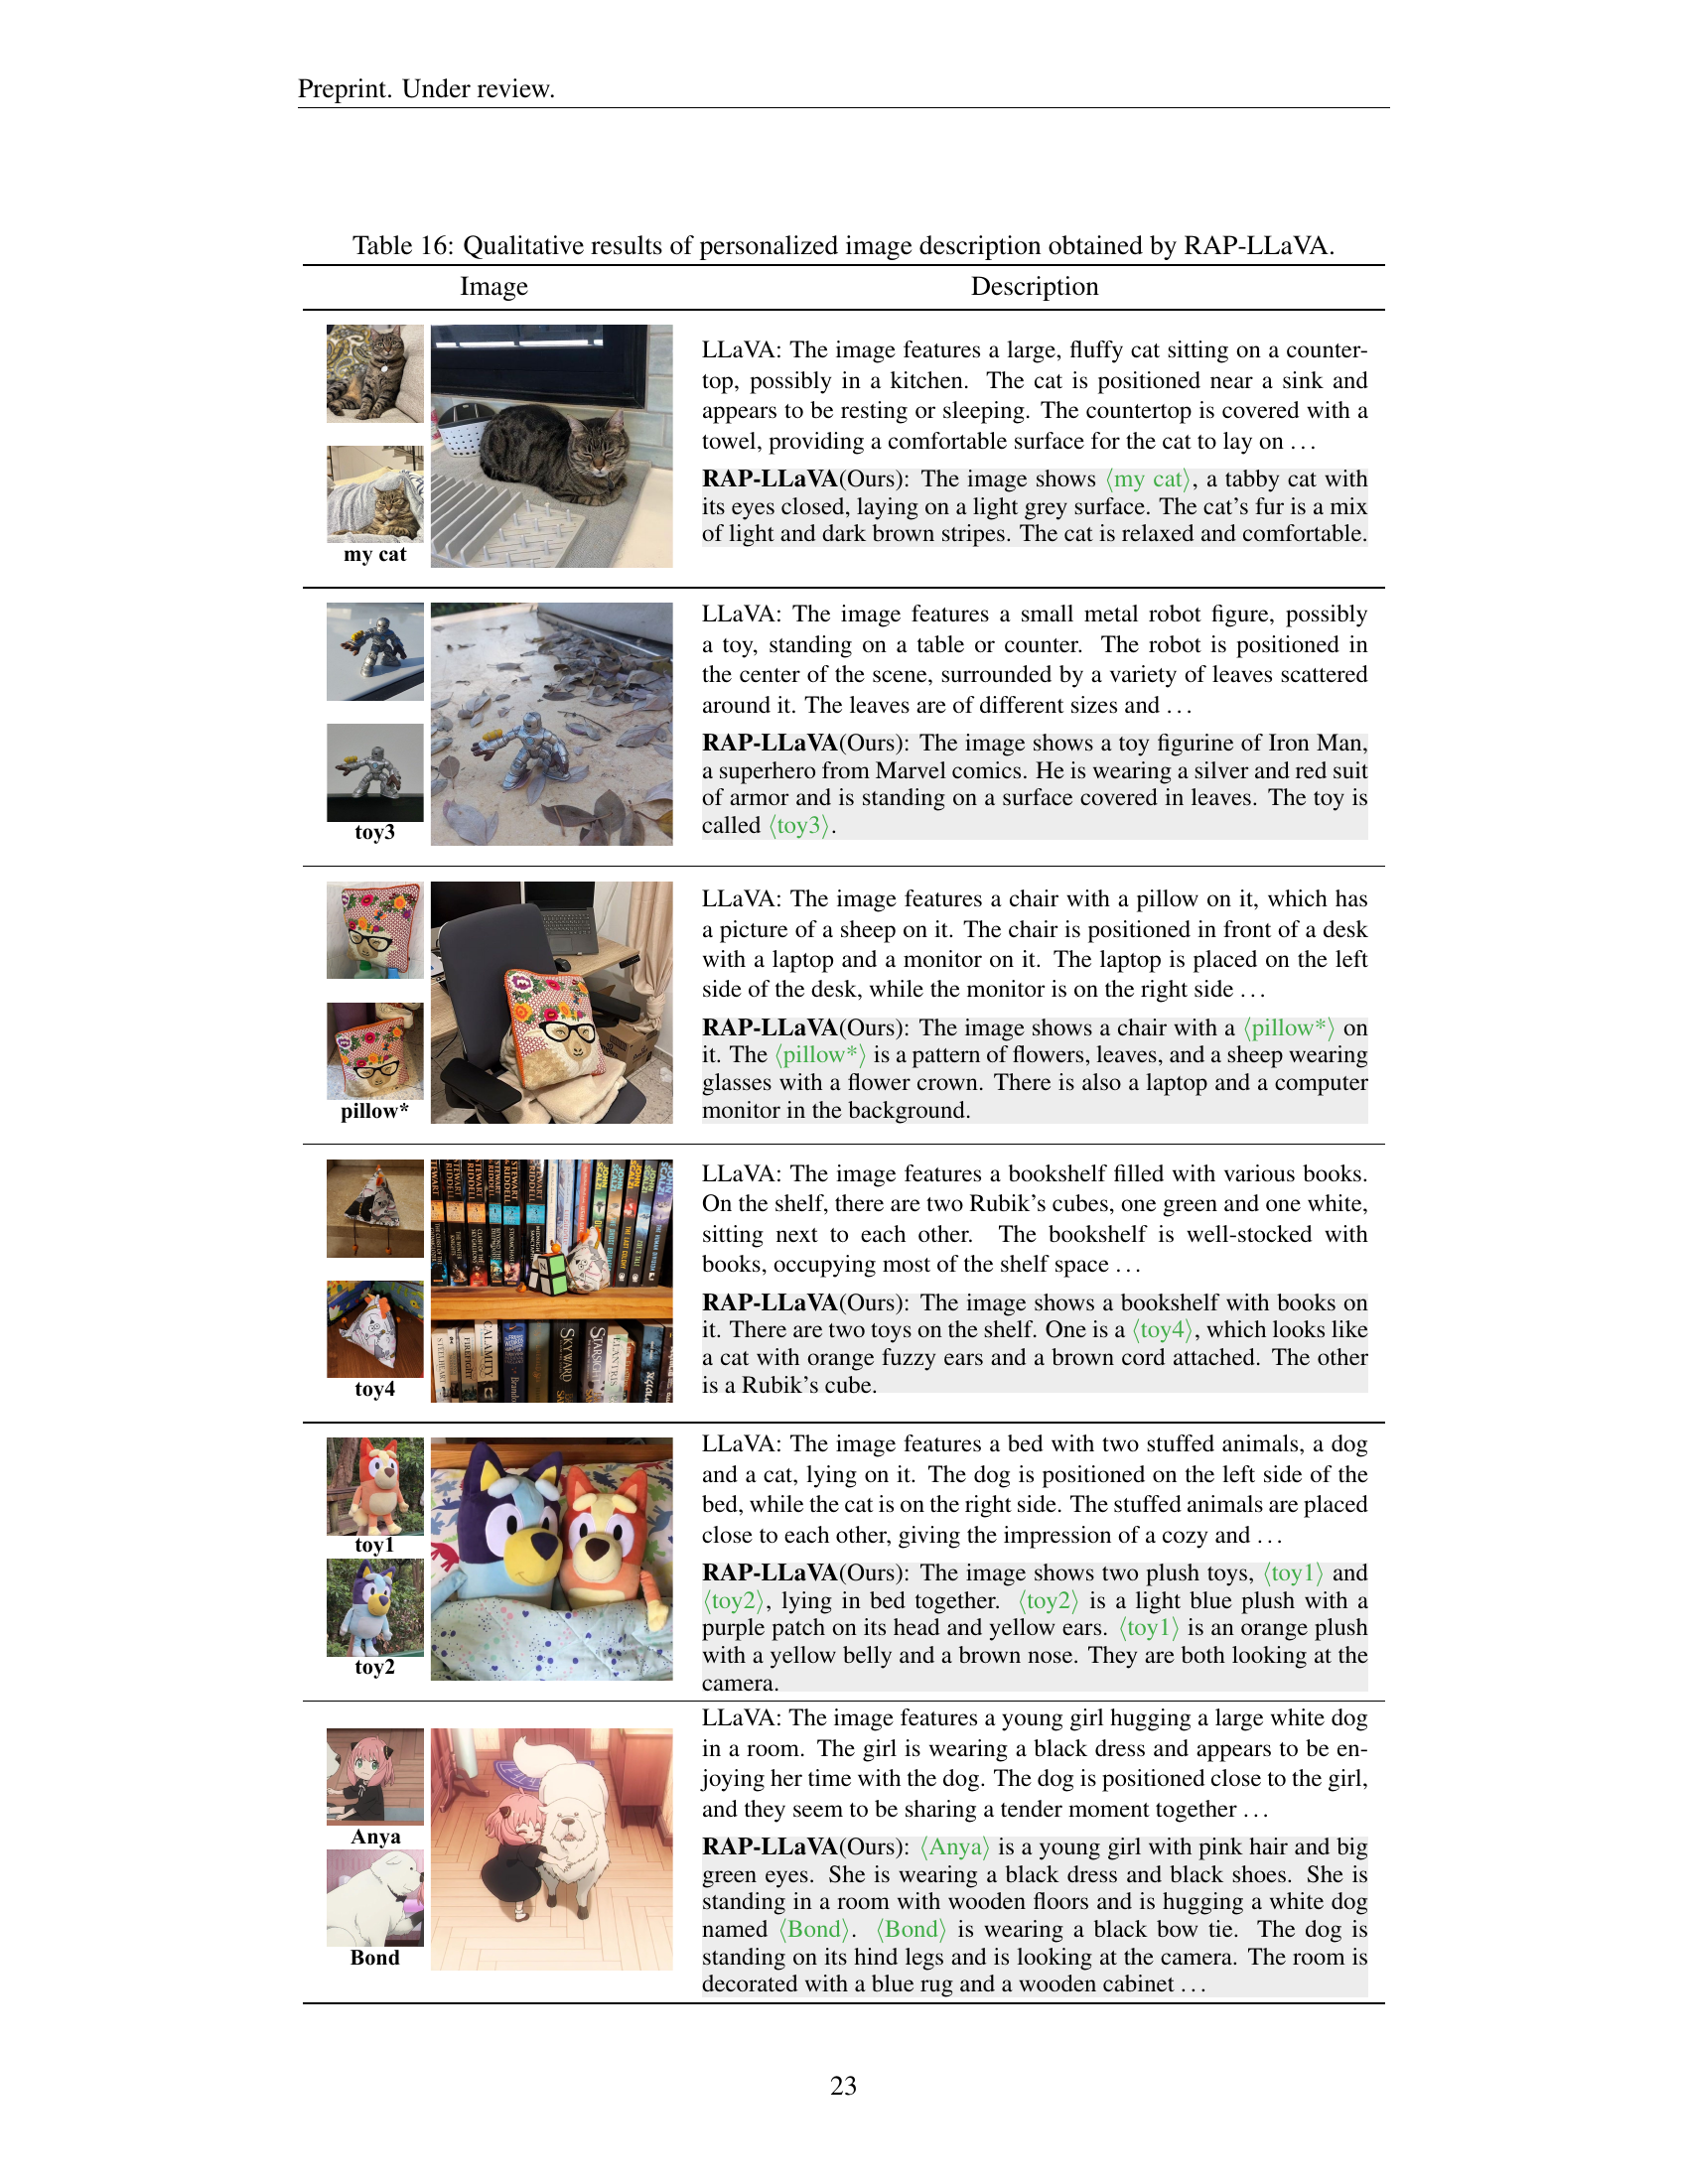 Preprint. Under review.
Table 16: Qualitative results of personalized image description obtained by RAP-LLaVA.
Image
Description
my cat
LLaVA: The image features a large, fluffy cat sitting on a counter-
top, possibly in a kitchen. The cat is positioned near a sink and
appears to be resting or sleeping. The countertop is covered with a
towel, providing a comfortable surface for the cat to lay on ...
RAP-LLaVA(Ours): The image shows ⟨my cat⟩, a tabby cat with
its eyes closed, laying on a light grey surface. The cat's fur is a mix
of light and dark brown stripes. The cat is relaxed and comfortable.
toy3
LLaVA: The image features a small metal robot figure, possibly
a toy, standing on a table or counter. The robot is positioned in
the center of the scene, surrounded by a variety of leaves scattered
around it. The leaves are of different sizes and ...
RAP-LLaVA(Ours): The image shows a toy figurine of Iron Man,
a superhero from Marvel comics. He is wearing a silver and red suit
of armor and is standing on a surface covered in leaves. The toy is
called ⟨toy3⟩.
pillow*
LLaVA: The image features a chair with a pillow on it, which has
a picture of a sheep on it. The chair is positioned in front of a desk
with a laptop and a monitor on it. The laptop is placed on the left
side of the desk, while the monitor is on the right side ...
RAP-LLaVA(Ours): The image shows a chair with a ⟨pillow*⟩ on
it. The ⟨pillow*⟩ is a pattern of flowers, leaves, and a sheep wearing
glasses with a flower crown. There is also a laptop and a computer
monitor in the background.
STEWART
RIDDELL
CALAMITY
FIREFIGHT
STEELHEART
SKYWARD
STARSIGHT
toy4
LLaVA: The image features a bookshelf filled with various books.
On the shelf, there are two Rubik's cubes, one green and one white,
sitting next to each other. The bookshelf is well-stocked with
books, occupying most of the shelf space ...
RAP-LLaVA(Ours): The image shows a bookshelf with books on
it. There are two toys on the shelf. One is a ⟨toy4⟩, which looks like
a cat with orange fuzzy ears and a brown cord attached. The other
is a Rubik's cube.
toy1
toy2
LLaVA: The image features a bed with two stuffed animals, a dog
and a cat, lying on it. The dog is positioned on the left side of the
bed, while the cat is on the right side. The stuffed animals are placed
close to each other, giving the impression of a cozy and ...
RAP-LLaVA(Ours): The image shows two plush toys, ⟨toy1⟩ and
⟨toy2⟩, lying in bed together. ⟨toy2⟩ is a light blue plush with a
purple patch on its head and yellow ears. ⟨toy1⟩ is an orange plush
with a yellow belly and a brown nose. They are both looking at the
camera.
Anya
Bond
LLaVA: The image features a young girl hugging a large white dog
in a room. The girl is wearing a black dress and appears to be en-
joying her time with the dog. The dog is positioned close to the girl,
and they seem to be sharing a tender moment together ...
RAP-LLaVA(Ours): ⟨Anya⟩ is a young girl with pink hair and big
green eyes. She is wearing a black dress and black shoes. She is
standing in a room with wooden floors and is hugging a white dog
named ⟨Bond⟩. ⟨Bond⟩ is wearing a black bow tie. The dog is
standing on its hind legs and is looking at the camera. The room is
decorated with a blue rug and a wooden cabinet ...
23